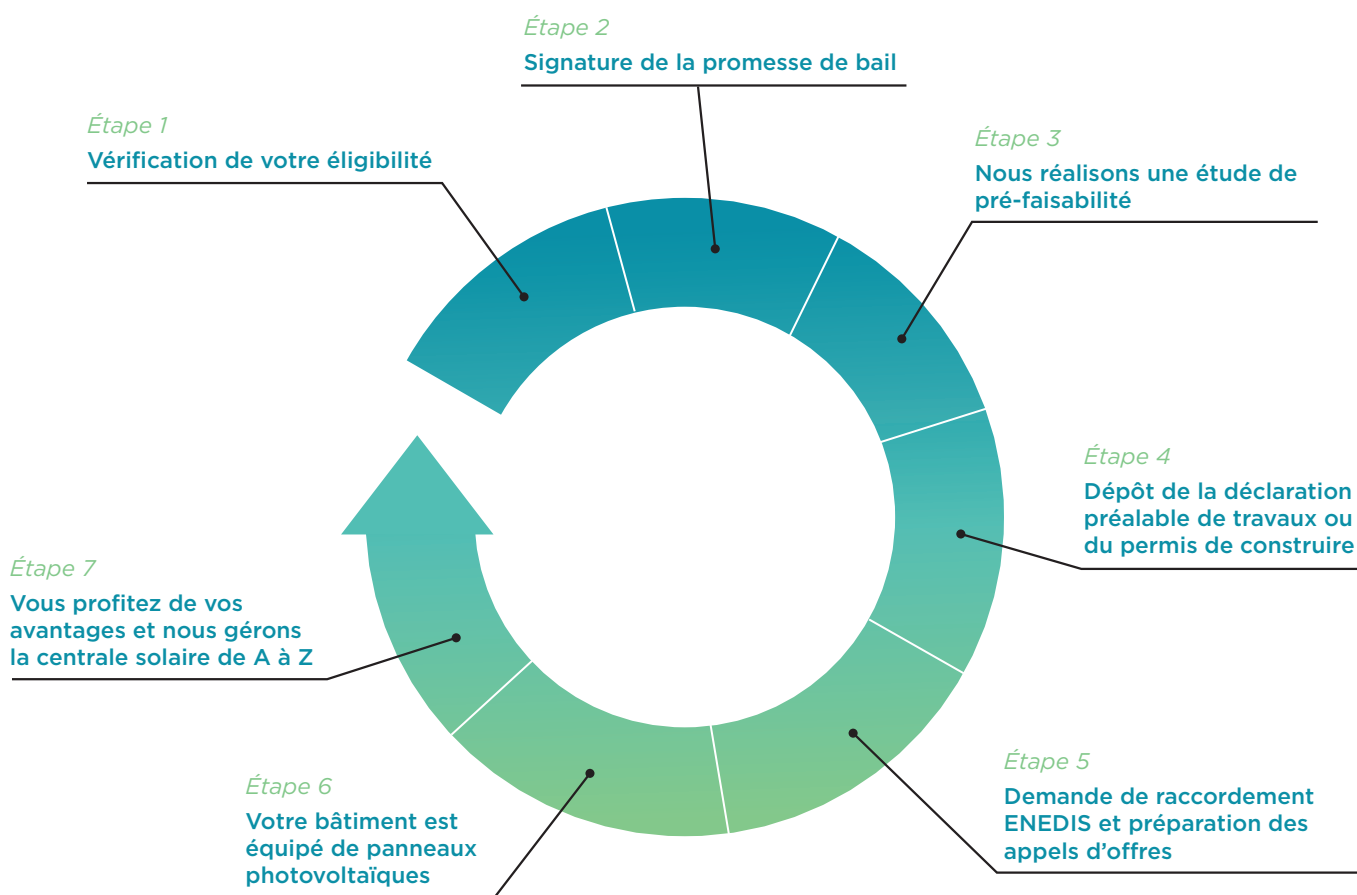 Étape 1
Vérification de votre éligibilité
Étape 2
Signature de la promesse de bail
Étape 3
Nous réalisons une étude de
pré-faisabilité
Étape 4
Dépôt de la déclaration
préalable de travaux ou
du permis de construire
Étape 5
Demande de raccordement
ENEDIS et préparation des
appels d’offres
Étape 6
Votre bâtiment est
équipé de panneaux
photovoltaïques
Étape 7
Vous profitez de vos
avantages et nous gérons
la centrale solaire de A à Z